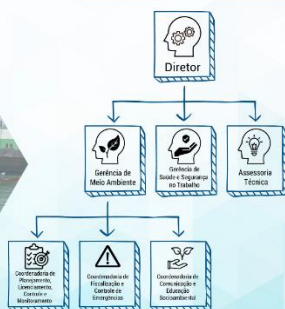 Diretor
Gerência de
Meio Ambiente
Gerência de
Saúde e Segurança
no Trabalho
Assessoria
Técnica
Coordenadoria de
Planejamento,
Licenciamento,
Controle e
Monitoramento
Coordenadoria de
Fiscalização e
Controle de
Emergências
Coordenadoria de
Comunicação e
Educação
Socioambiental